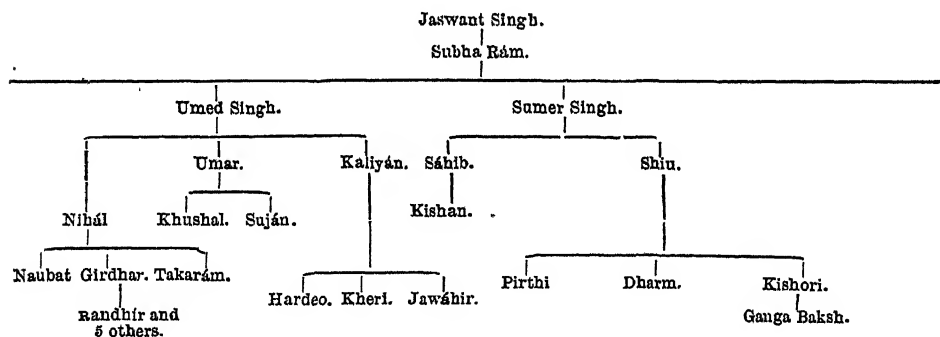 Jaswant Singh.
Subha Rám.
Umed Singh. Sumer Singh.
Umar. Kaliyán. Sáhib. Shiu.
Nihál Khushal. Suján. Kishan.
Naubat Girdhar. Takarám. Hardeo. Kheri. Jawáhir. Pirthi Dharm. Kishori.
Randhír and Ganga Baksh.
5 others.